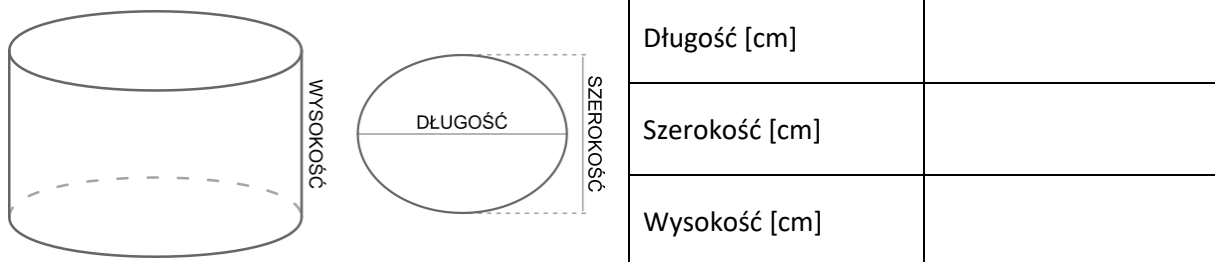 WYSOKOŚĆ
DŁUGOŚĆ
SZEROKOŚĆ
Długość [cm]
Szerokość [cm]
Wysokość [cm]